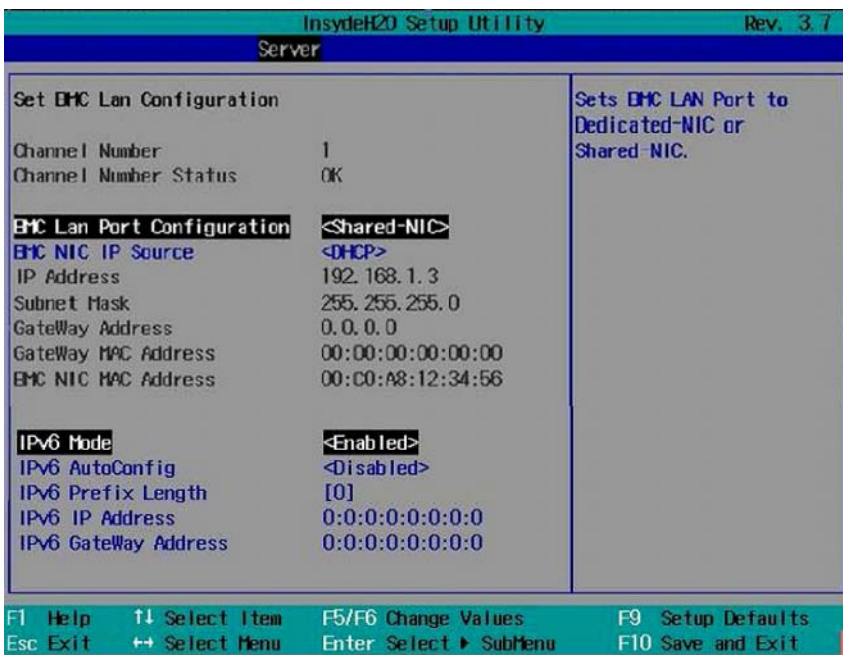 InsydeH2O Setup Utility Rev. 3.7
Server
Set BMC Lan Configuration
Channel Number 1
Channel Number Status OK
BMC Lan Port Configuration <Shared-NIC>
BMC NIC IP Source <DHCP>
IP Address 192.168.1.3
Subnet Mask 255.255.255.0
GateWay Address 0.0.0.0
GateWay MAC Address 00:00:00:00:00:00
BMC NIC MAC Address 00:C0:A8:12:34:56
IPv6 Mode <Enabled>
IPv6 AutoConfig <Disabled>
IPv6 Prefix Length [0]
IPv6 IP Address 0:0:0:0:0:0:0:0
IPv6 GateWay Address 0:0:0:0:0:0:0:0
Sets BMC LAN Port to
Dedicated-NIC or
Shared-NIC.
F1 Help ↑↓ Select Item F5/F6 Change Values F9 Setup Defaults
Esc Exit ↔ Select Menu Enter Select ▶ SubMenu F10 Save and Exit